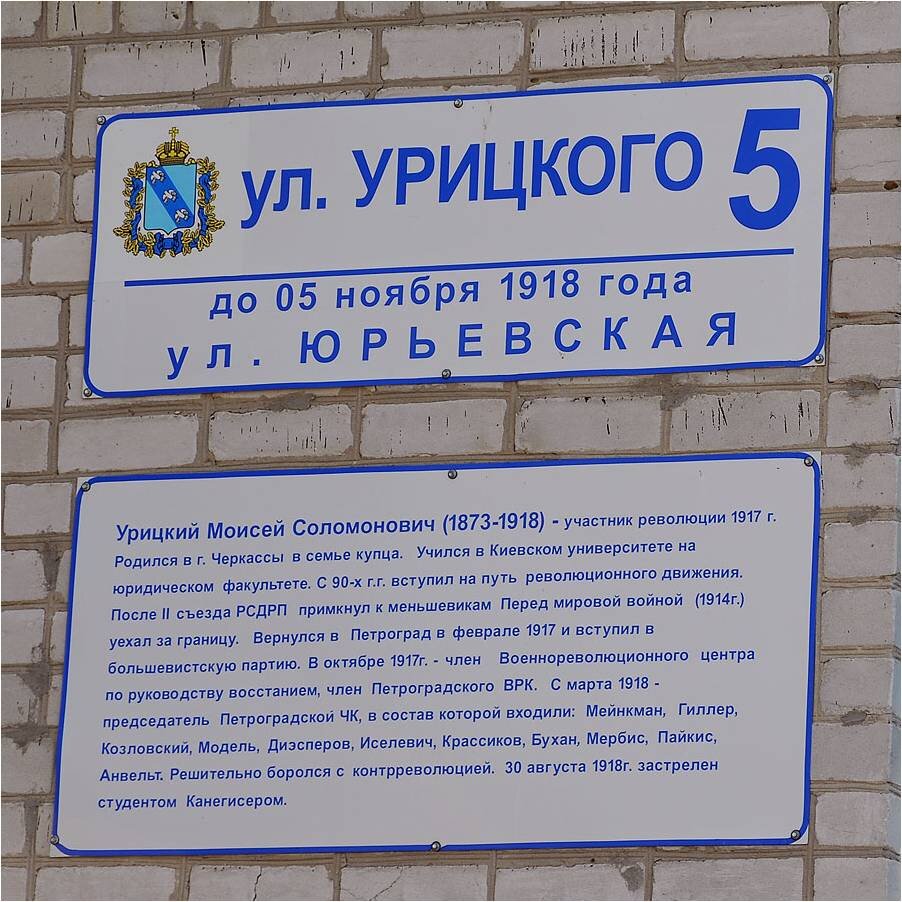 ул. УРИЦКОГО 5
до 05 ноября 1918 года
ул. ЮРЬЕВСКАЯ
Урицкий Моисей Соломонович (1873-1918) - участник революции 1917 г.
Родился в г. Черкассы в семье купца. Учился в Киевском университете на
юридическом факультете. С 90-х г.г. вступил на путь революционного движения.
После II съезда РСДРП примкнул к меньшевикам Перед мировой войной (1914г.)
уехал за границу. Вернулся в Петроград в феврале 1917 и вступил в
большевистскую партию. В октябре 1917г. - член Военнореволюционного центра
по руководству восстанием, член Петроградского ВРК. С марта 1918 -
председатель Петроградской ЧК, в состав которой входили: Мейнкман, Гиллер,
Козловский, Модель, Диэсперов, Иселевич, Крассиков, Бухан, Мербис, Пайкис,
Анвельт. Решительно боролся с контрреволюцией. 30 августа 1918г. застрелен
студентом Канегисером.